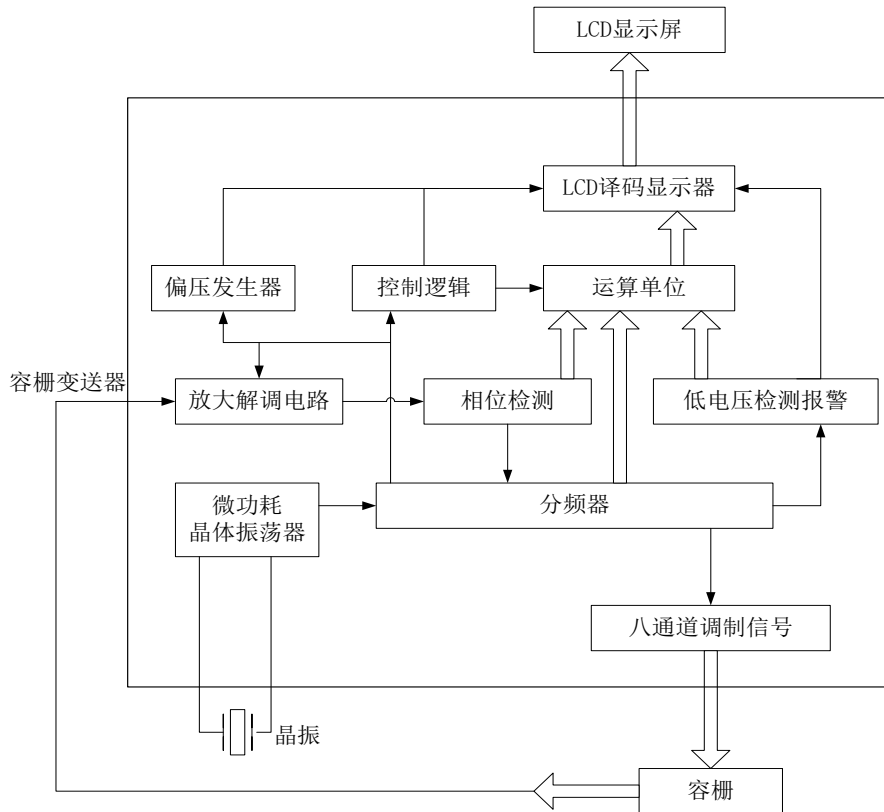 LCD显示屏
LCD译码显示器
偏压发生器
控制逻辑
运算单位
容栅变送器
放大解调电路
相位检测
低电压检测报警
微功耗
晶体振荡器
分频器
八通道调制信号
晶振
容栅